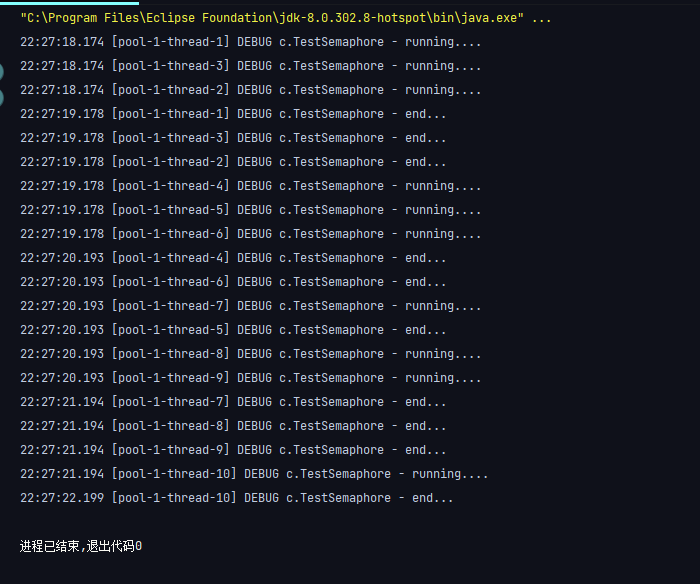 "C:\Program Files\Eclipse Foundation\jdk-8.0.302.8-hotspot\bin\java.exe" ...
22:27:18.174 [pool-1-thread-1] DEBUG c.TestSemaphore - running....
22:27:18.174 [pool-1-thread-3] DEBUG c.TestSemaphore - running....
22:27:18.174 [pool-1-thread-2] DEBUG c.TestSemaphore - running....
22:27:19.178 [pool-1-thread-1] DEBUG c.TestSemaphore - end...
22:27:19.178 [pool-1-thread-3] DEBUG c.TestSemaphore - end...
22:27:19.178 [pool-1-thread-2] DEBUG c.TestSemaphore - end...
22:27:19.178 [pool-1-thread-4] DEBUG c.TestSemaphore - running....
22:27:19.178 [pool-1-thread-5] DEBUG c.TestSemaphore - running....
22:27:19.178 [pool-1-thread-6] DEBUG c.TestSemaphore - running....
22:27:20.193 [pool-1-thread-4] DEBUG c.TestSemaphore - end...
22:27:20.193 [pool-1-thread-6] DEBUG c.TestSemaphore - end...
22:27:20.193 [pool-1-thread-7] DEBUG c.TestSemaphore - running....
22:27:20.193 [pool-1-thread-5] DEBUG c.TestSemaphore - end...
22:27:20.193 [pool-1-thread-8] DEBUG c.TestSemaphore - running....
22:27:20.193 [pool-1-thread-9] DEBUG c.TestSemaphore - running....
22:27:21.194 [pool-1-thread-7] DEBUG c.TestSemaphore - end...
22:27:21.194 [pool-1-thread-8] DEBUG c.TestSemaphore - end...
22:27:21.194 [pool-1-thread-9] DEBUG c.TestSemaphore - end...
22:27:21.194 [pool-1-thread-10] DEBUG c.TestSemaphore - running....
22:27:22.199 [pool-1-thread-10] DEBUG c.TestSemaphore - end...
进程已结束,退出代码0